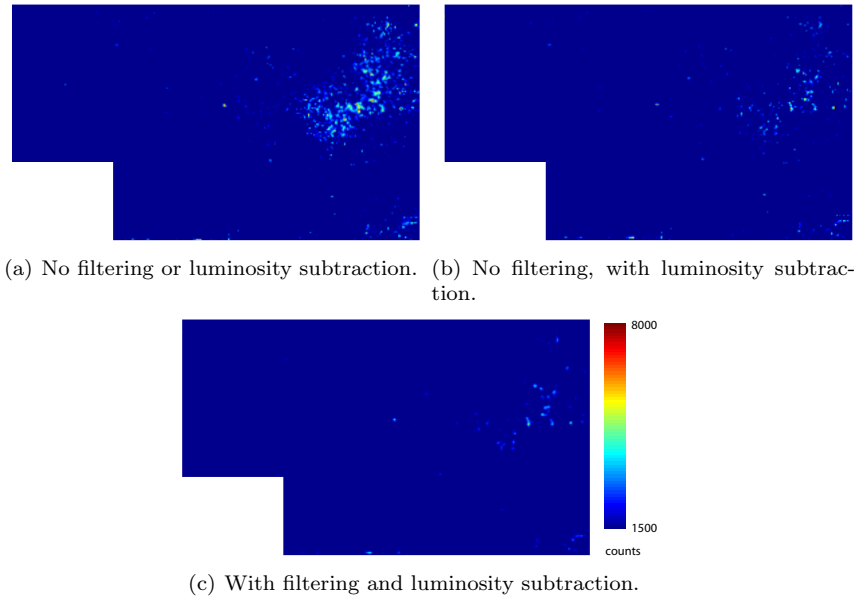 (a) No filtering or luminosity subtraction.
(b) No filtering, with luminosity subtrac-
tion.
8000
1500
counts
(c) With filtering and luminosity subtraction.